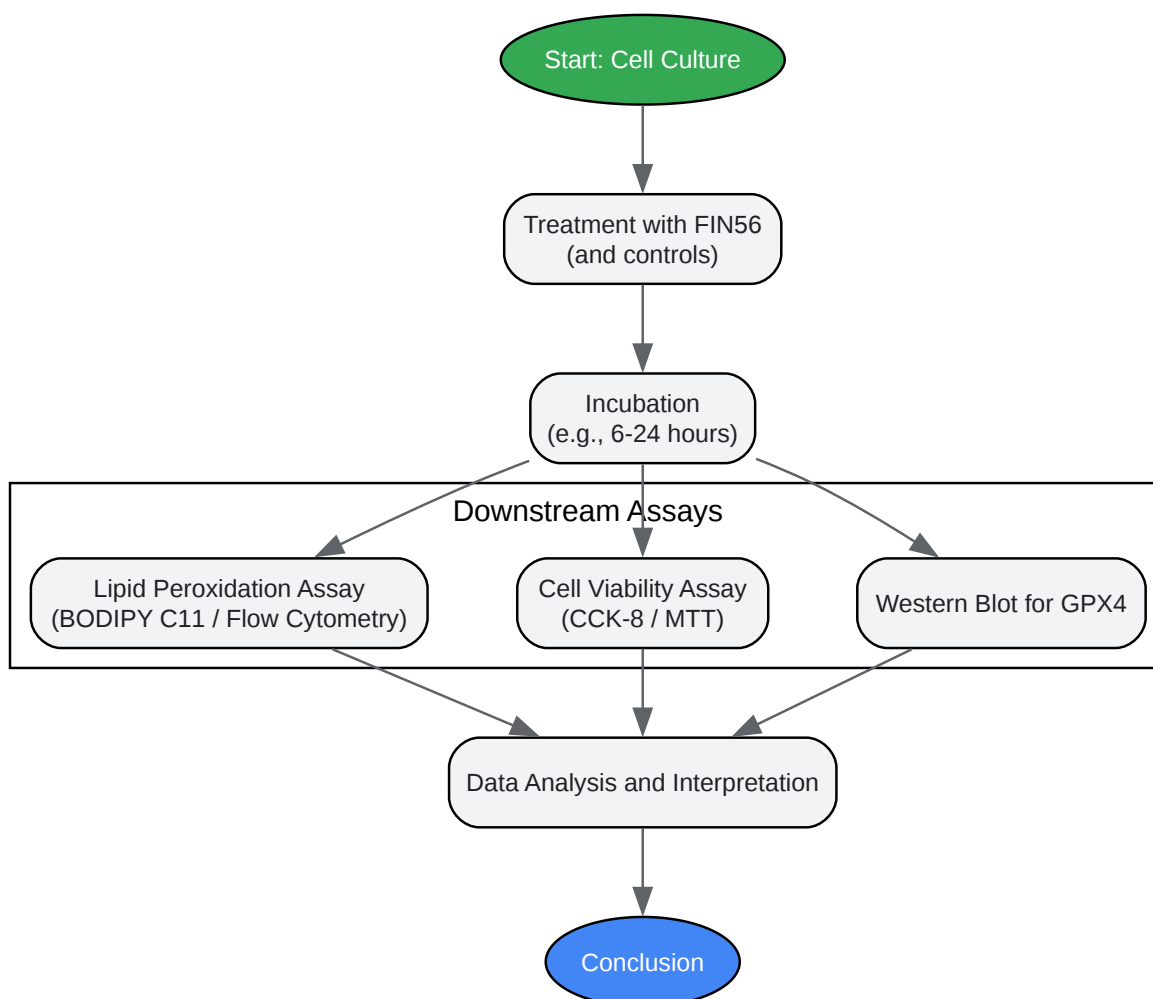 Start: Cell Culture
Treatment with FIN56
(and controls)
Incubation
(e.g., 6-24 hours)
Downstream Assays
Lipid Peroxidation Assay
(BODIPY C11 / Flow Cytometry)
Cell Viability Assay
(CCK-8 / MTT)
Western Blot for GPX4
Data Analysis and Interpretation
Conclusion